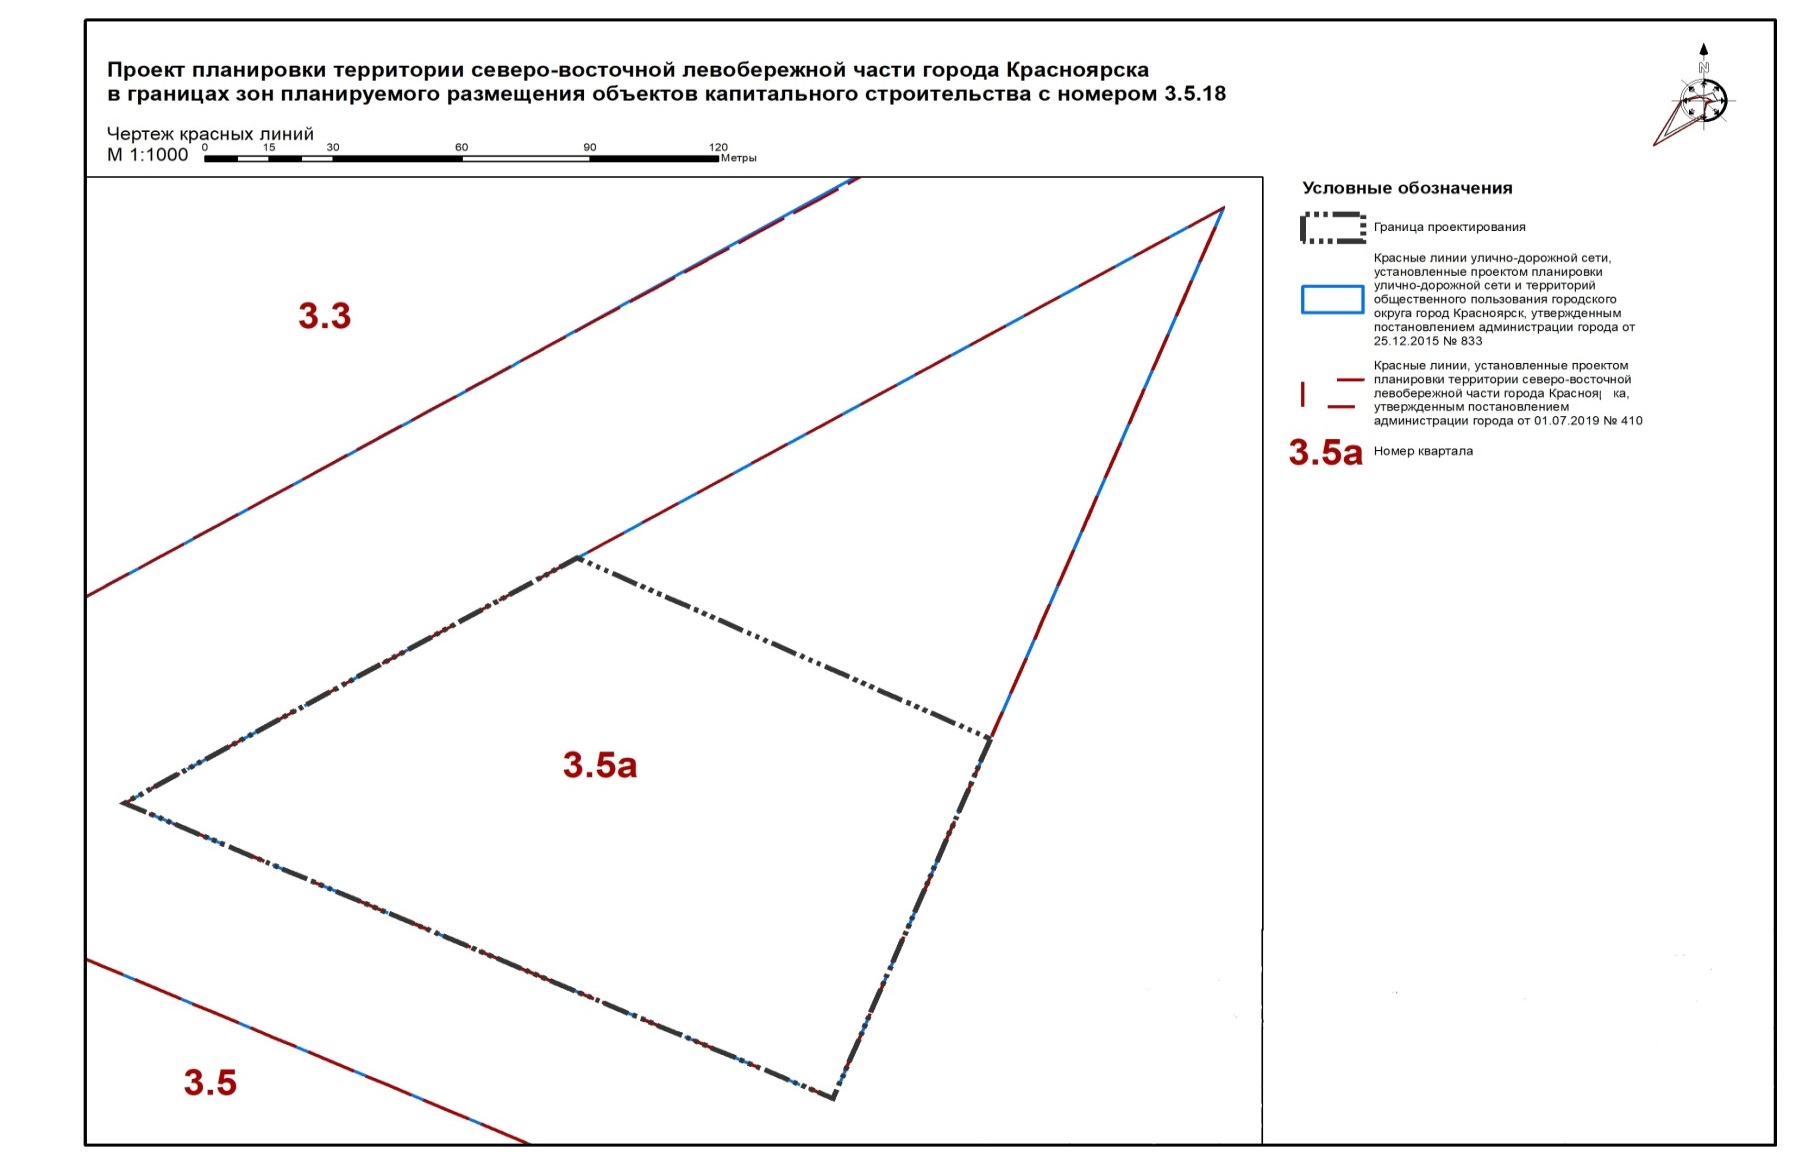 Проект планировки территории северо-восточной левобережной части города Красноярска
в границах зон планируемого размещения объектов капитального строительства с номером 3.5.18
Чертеж красных линий
М 1:1000
0 15 30 60 90 120
Метры
N
Условные обозначения
Граница проектирования
Красные линии улично-дорожной сети,
установленные проектом планировки
улично-дорожной сети и территорий
общественного пользования городского
округа город Красноярск, утвержденным
постановлением администрации города от
25.12.2015 № 833
Красные линии, установленные проектом
планировки территории северо-восточной
левобережной части города Красноя ка,
утвержденным постановлением
администрации города от 01.07.2019 № 410
3.5а Номер квартала
3.3
3.5а
3.5